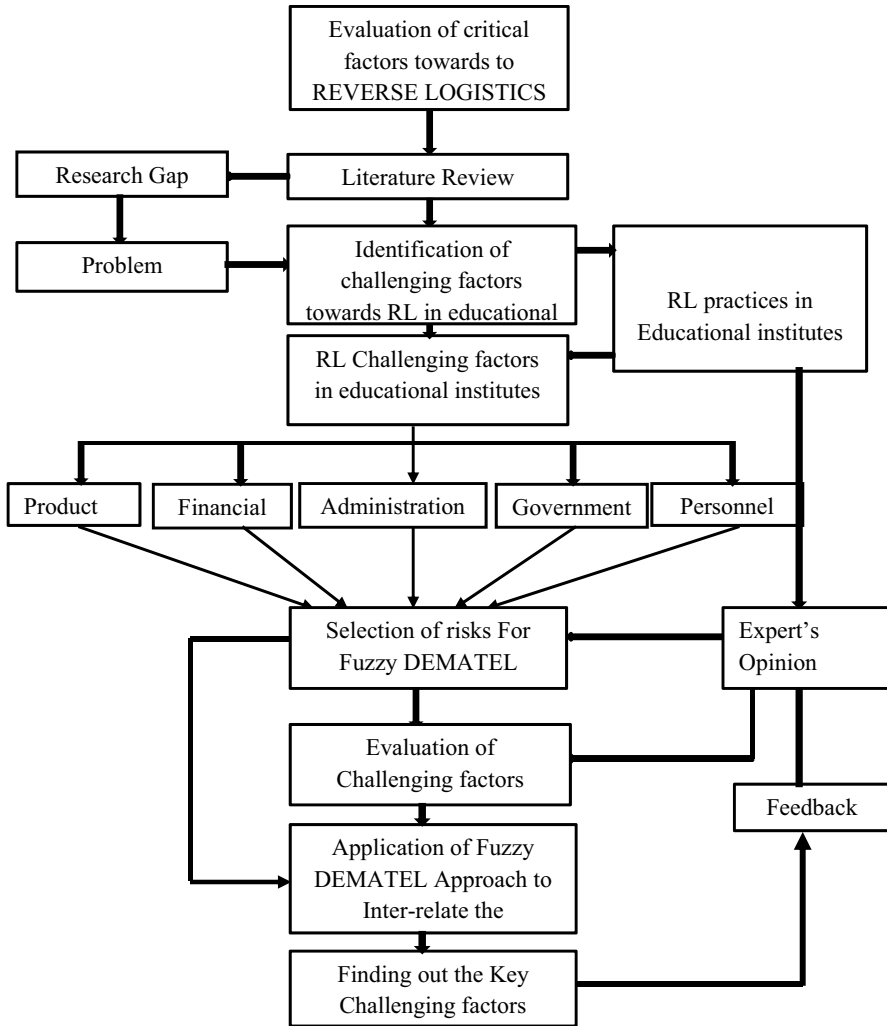 Evaluation of critical
factors towards to
REVERSE LOGISTICS
Research Gap
Literature Review
Problem
Identification of
challenging factors
towards RL in educational
RL practices in
Educational institutes
RL Challenging factors
in educational institutes
Product
Financial
Administration
Government
Personnel
Selection of risks For
Fuzzy DEMATEL
Expert's
Opinion
Evaluation of
Challenging factors
Feedback
Application of Fuzzy
DEMATEL Approach to
Inter-relate the
Finding out the Key
Challenging factors